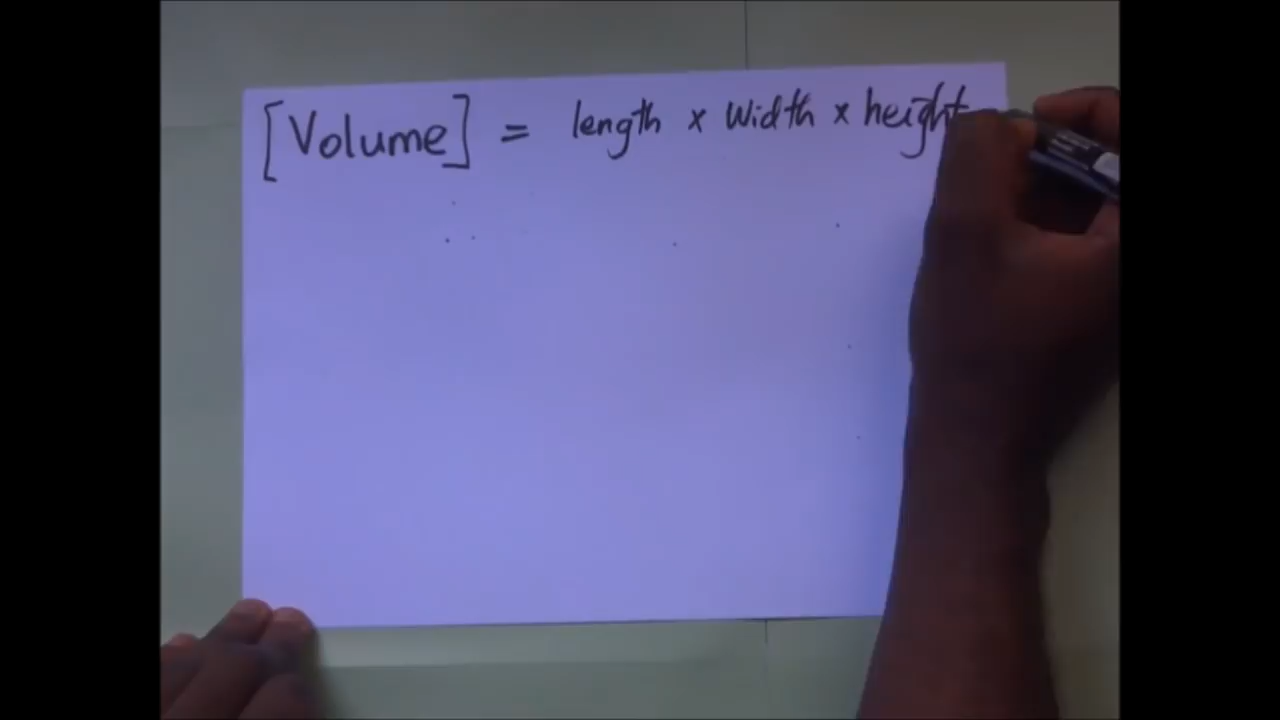 [Volume] = length x width x height